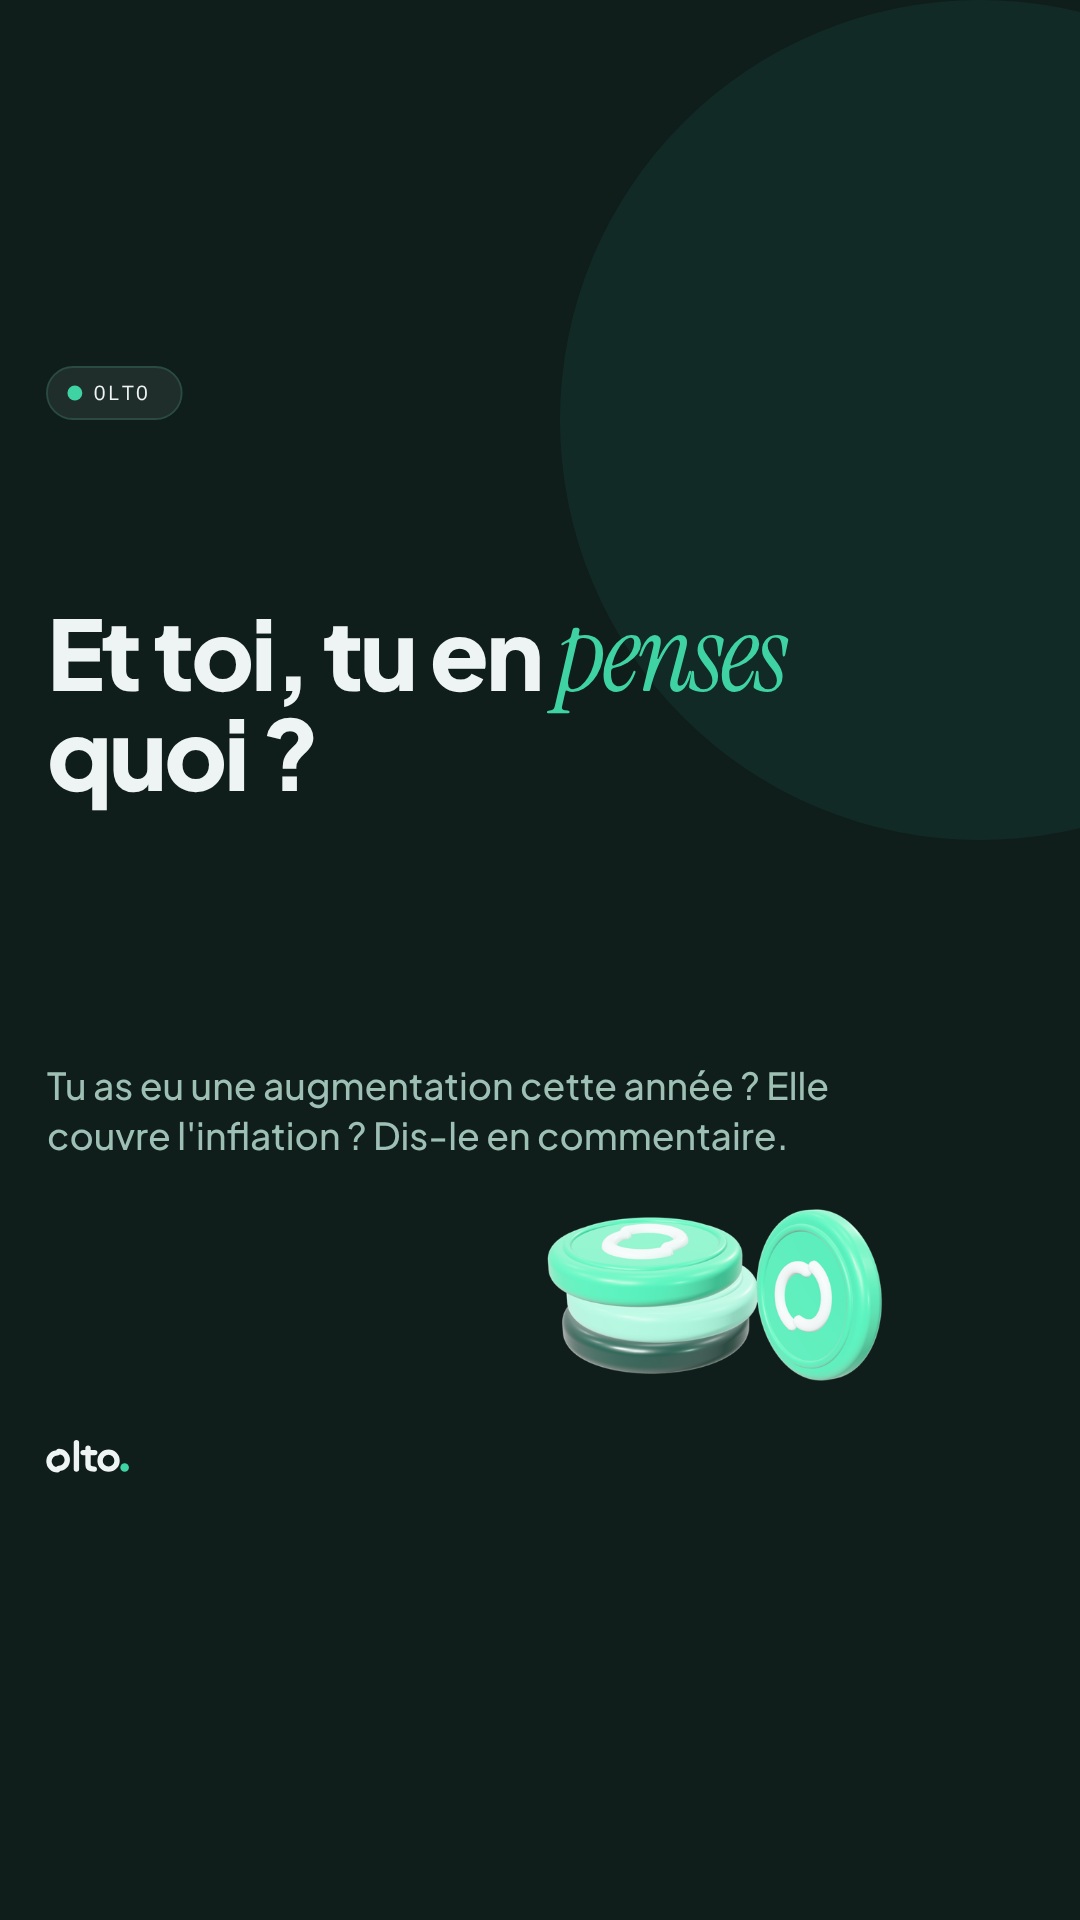 OLTO
Et toi, tu en penses
quoi ?
Tu as eu une augmentation cette année ? Elle
couvre l'inflation ? Dis-le en commentaire.
olto.